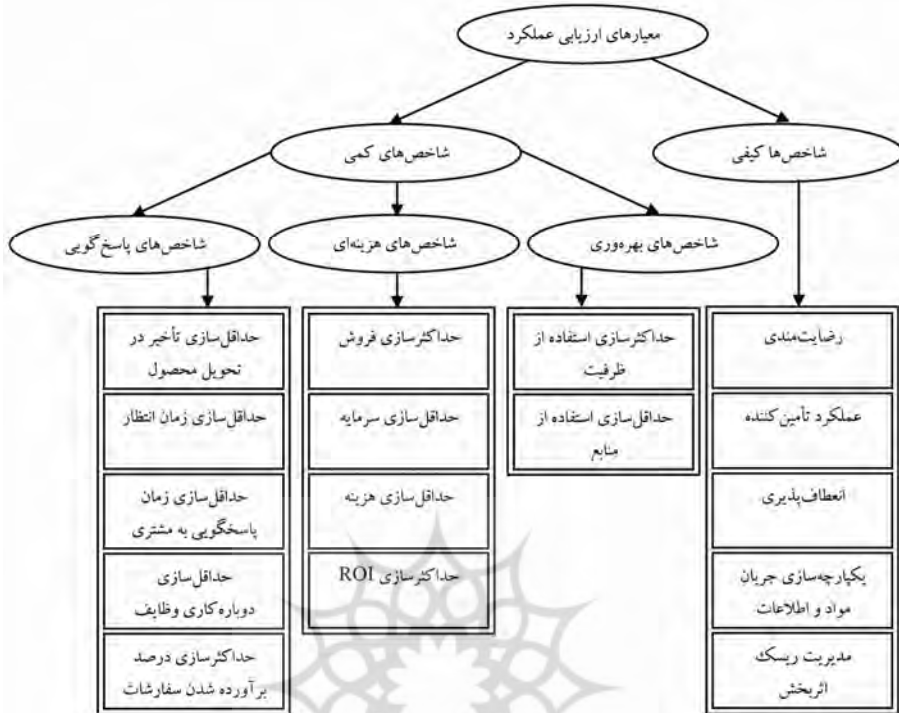 معیارهای ارزیابی عملکرد
شاخص‌ها کیفی
شاخص‌های کمی
شاخص‌های بهره‌وری
شاخص‌های هزینه‌ای
شاخص‌های پاسخ‌گویی
رضایت‌مندی
عملکرد تأمین‌کننده
انعطاف‌پذیری
یکپارچه‌سازی جریان
مواد و اطلاعات
مدیریت ریسک
اثربخش
حداکثرسازی استفاده از
ظرفیت
حداقل‌سازی استفاده از
منابع
حداکثرسازی فروش
حداقل‌سازی سرمایه
حداقل‌سازی هزینه
حداکثرسازی ROI
حداقل‌سازی تأخیر در
تحویل محصول
حداقل‌سازی زمان انتظار
حداقل‌سازی زمان
پاسخگویی به مشتری
حداقل‌سازی
دوباره‌کاری وظایف
حداکثرسازی درصد
برآورده شدن سفارشات